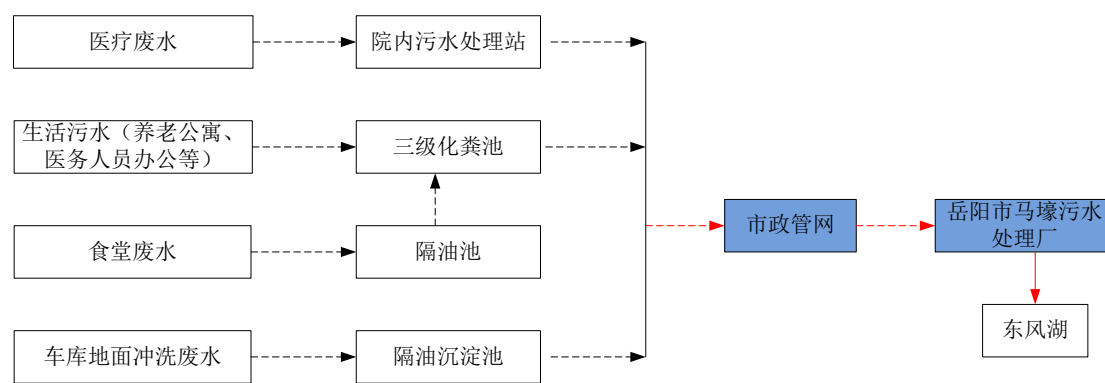 医疗废水
院内污水处理站
生活污水（养老公寓、
医务人员办公等）
三级化粪池
食堂废水
隔油池
市政管网
岳阳市马壕污水
处理厂
东风湖
车库地面冲洗废水
隔油沉淀池